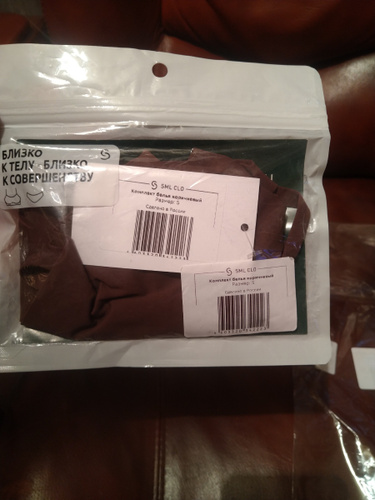 БЛИЗКО
К ТЕЛУ · БЛИЗКО
К СОВЕРШЕНСТВУ
SML CLO
Комплект белья коричневый
Размер: S
Сделано в России
SML CLO
Комплект белья коричневый
Размер: S
Сделано в России